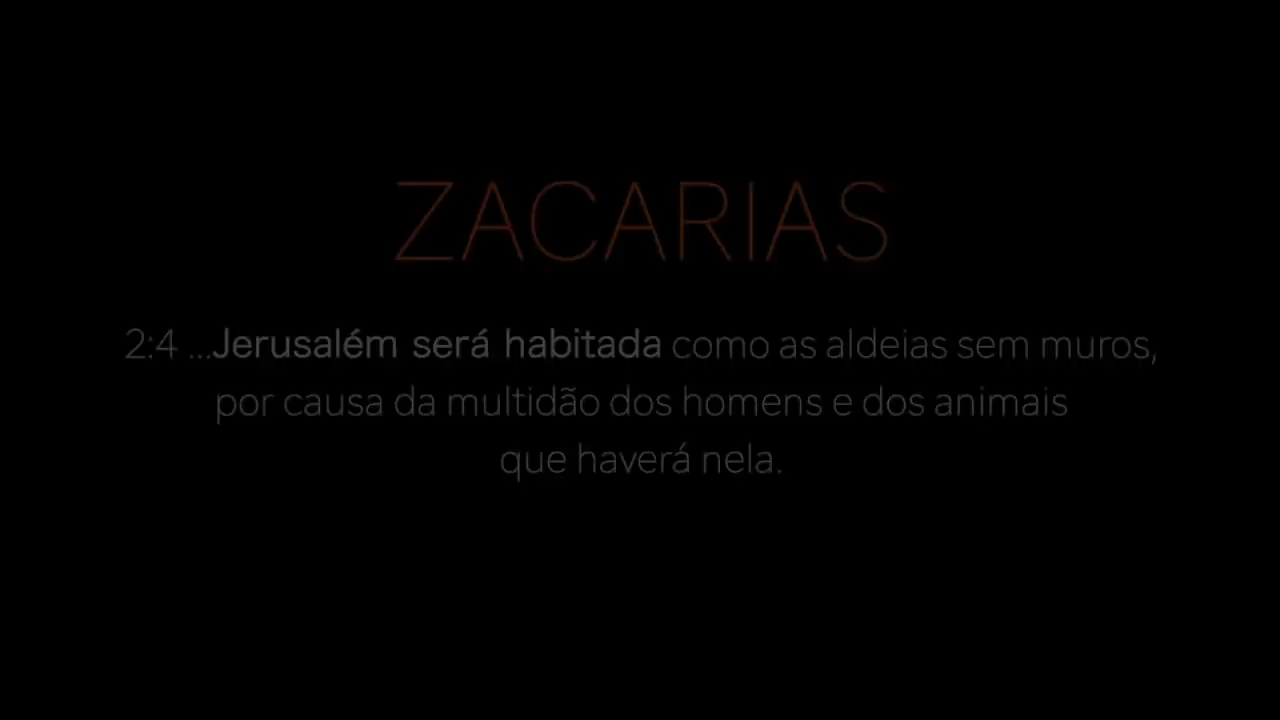 ZACARIAS
2:4 ...Jerusalém será habitada como as aldeias sem muros,
por causa da multidão dos homens e dos animais
que haverá nela.